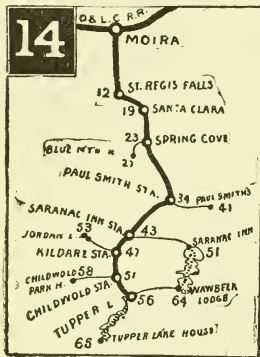 14
O & L. C. R.R.
MOIRA
12 ST. REGIS FALLS
19 SANTA CLARA
23 SPRING COVE
BLUE MTN H
27
PAUL SMITH STA.
34 PAUL SMITH'S
41
SARANAC INN STA. 43
53
JORDAN L.
SARANAC INN
51
KILDARE STA. 47
CHILDWOLD 58
PARK H.
51
CHILDWOLD STA.
56
64 WAWBEEK
LODGE
TUPPER L
65 TUPPER LAKE HOUSE